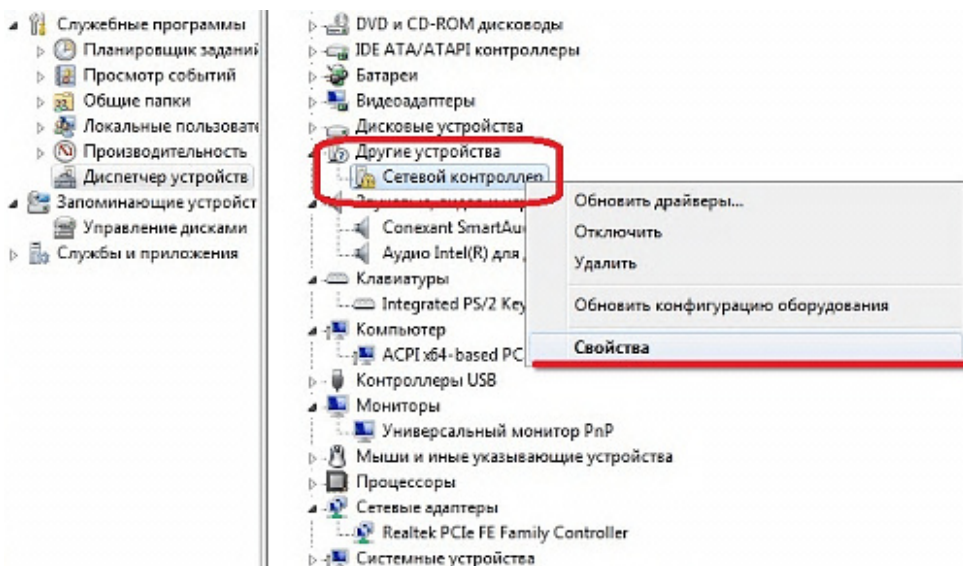 Служебные программы
Планировщик заданий
Просмотр событий
Общие папки
Локальные пользовате
Производительность
Диспетчер устройств
Запоминающие устройст
Управление дисками
Службы и приложения
DVD и CD-ROM дисководы
IDE ATA/ATAPI контроллеры
Батареи
Видеоадаптеры
Дисковые устройства
Другие устройства
Сетевой контроллер
Conexant SmartAu
Аудио Intel(R) для
Клавиатуры
Integrated PS/2 Key
Компьютер
ACPI x64-based PC
Контроллеры USB
Мониторы
Универсальный монитор PnP
Мыши и иные указывающие устройства
Процессоры
Сетевые адаптеры
Realtek PCIe FE Family Controller
Системные устройства
Обновить драйверы...
Отключить
Удалить
Обновить конфигурацию оборудования
Свойства